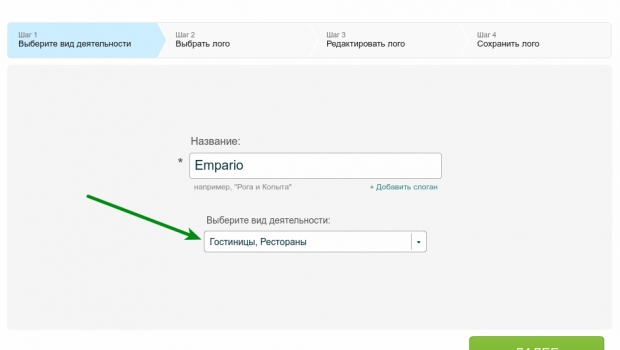 Шаг 1
Выберите вид деятельности
Шаг 2
Выбрать лого
Шаг 3
Редактировать лого
Шаг 4
Сохранить лого
Название:
* Empario
например, "Рога и Копыта"
+ Добавить слоган
Выберите вид деятельности:
Гостиницы, Рестораны